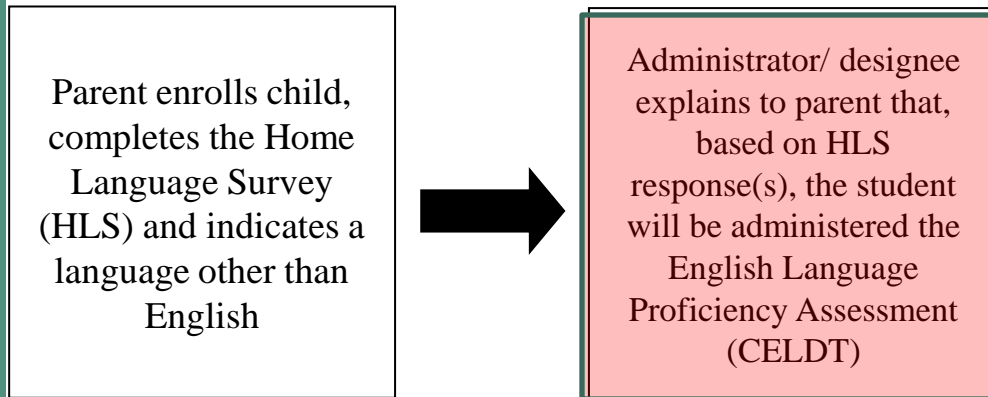 Parent enrolls child,
completes the Home
Language Survey
(HLS) and indicates a
language other than
English
Administrator/ designee
explains to parent that,
based on HLS
response(s), the student
will be administered the
English Language
Proficiency Assessment
(CELDT)